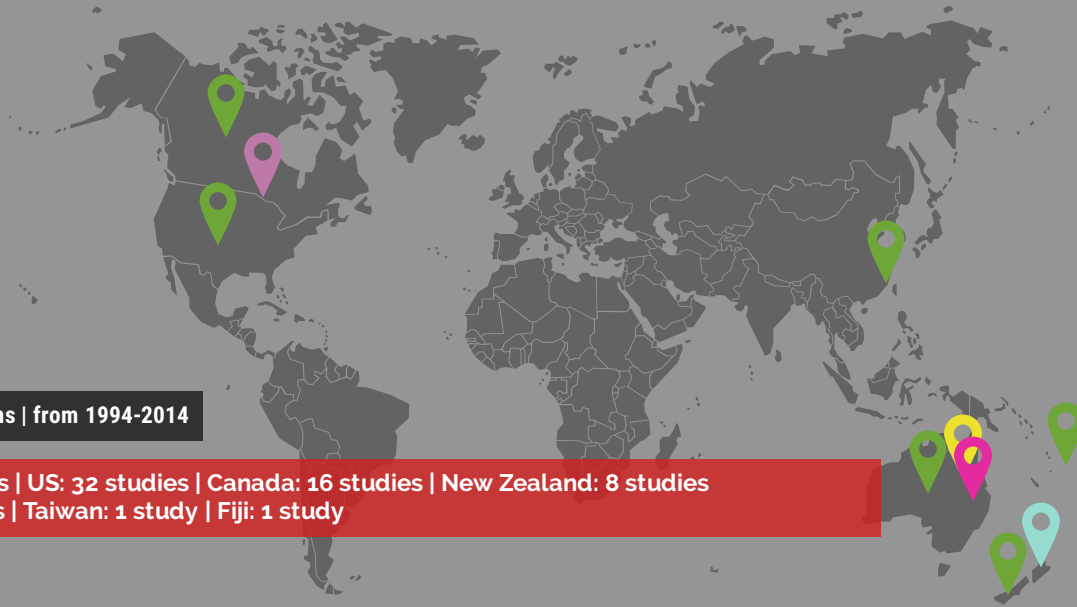 | from 1994-2014
| US: 32 studies | Canada: 16 studies | New Zealand: 8 studies
| Taiwan: 1 study | Fiji: 1 study